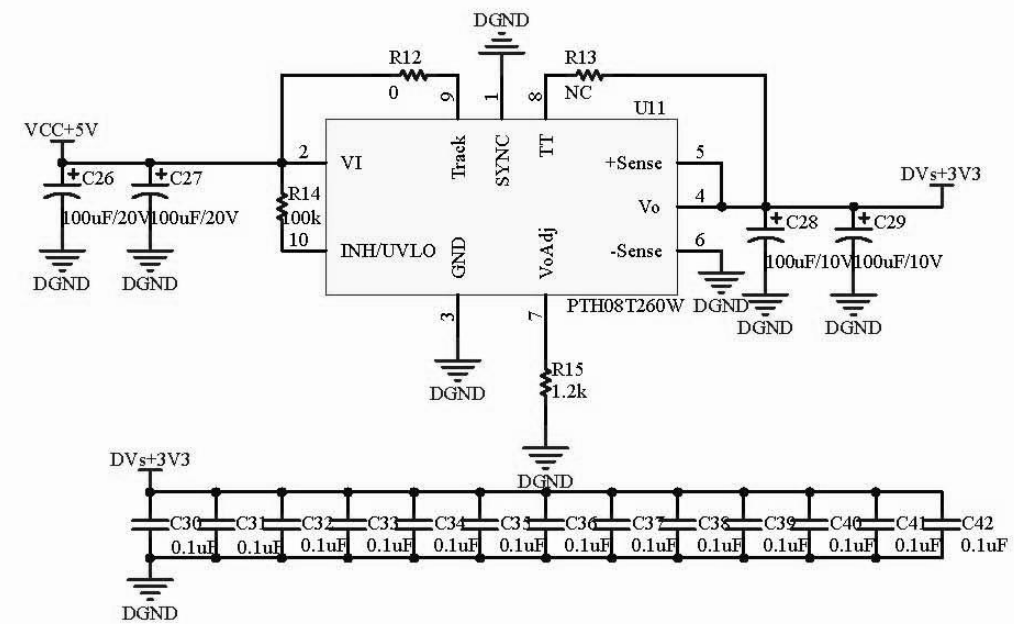 DGND
R12
R13
0
NC
9
1
8
U11
VCC+5V
2
VI
Track
SYNC
TT
+Sense
5
DVs+3V3
C26
C27
R14
100k
Vo
4
C28
C29
100uF/20V
100uF/20V
10
INH/UVLO
GND
VoAdj
-Sense
6
100uF/10V
100uF/10V
DGND
DGND
3
7
PTH08T260W
DGND
DGND
DGND
R15
1.2k
DGND
DVs+3V3
DGND
C30
C31
C32
C33
C34
C35
C36
C37
C38
C39
C40
C41
C42
0.1uF
0.1uF
0.1uF
0.1uF
0.1uF
0.1uF
0.1uF
0.1uF
0.1uF
0.1uF
0.1uF
0.1uF
0.1uF
DGND